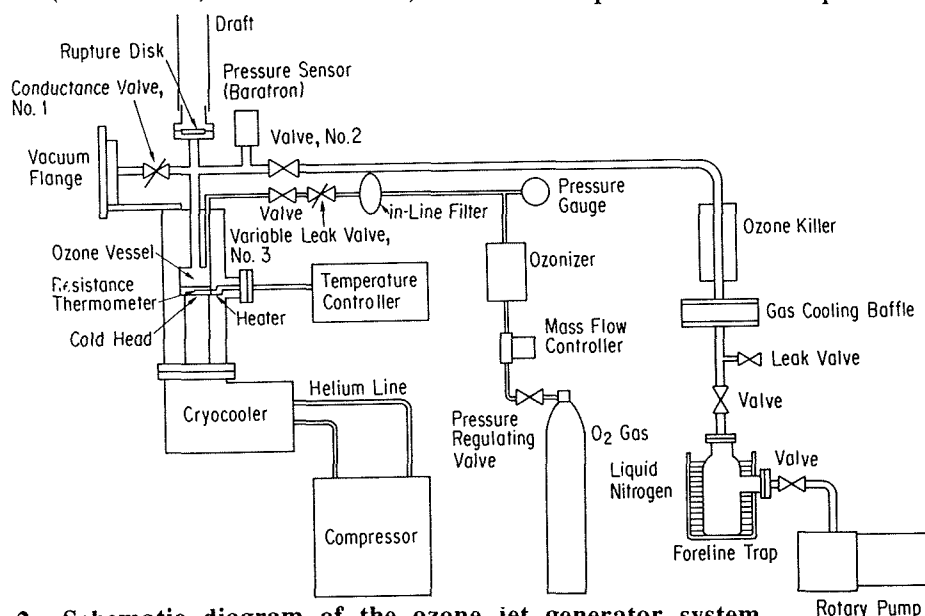 Draft
Rupture Disk
Conductance Valve,
No. 1
Pressure Sensor
(Baratron)
Valve, No.2
Vacuum
Flange
Valve
Variable Leak Valve,
No. 3
in-Line Filter
Pressure
Gauge
Ozone Killer
Ozone Vessel
Resistance
Thermometer
Cold Head
Heater
Temperature
Controller
Ozonizer
Gas Cooling Baffle
Mass Flow
Controller
Leak Valve
Helium Line
Valve
Cryocooler
Pressure
Regulating
Valve
O2 Gas
Liquid
Nitrogen
Valve
Compressor
Foreline Trap
Rotary Pump
2 Schematic diagram of the ozone jet generator system